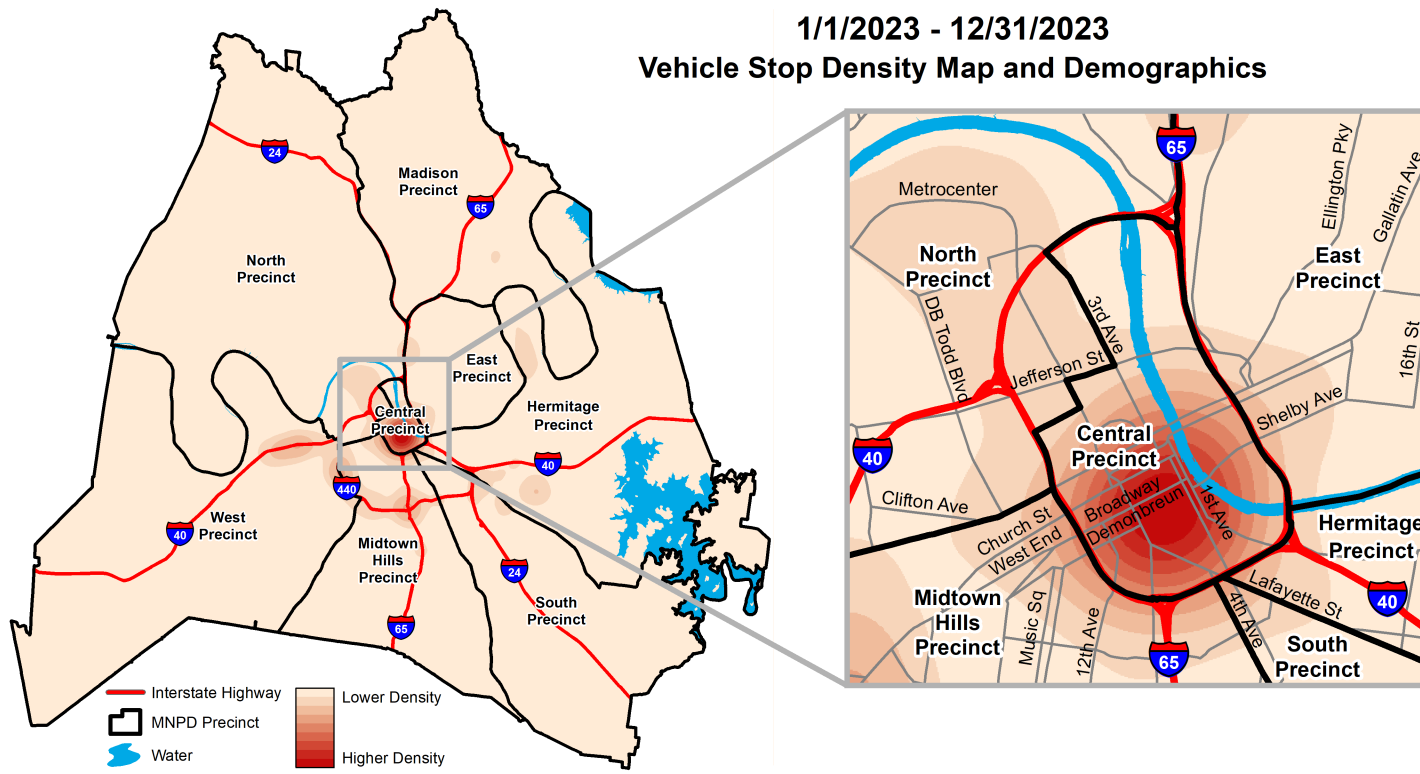 1/1/2023 - 12/31/2023
Vehicle Stop Density Map and Demographics
24
Madison
Precinct
65
North
Precinct
East
Precinct
Hermitage
Precinct
Central
Precinct
40
440
West
Precinct
40
Midtown
Hills
Precinct
24
South
Precinct
65
Interstate Highway
MNPD Precinct
Water
Lower Density
Higher Density
65
Metrocenter
Ellington Pky
Gallatin Ave
North
Precinct
East
Precinct
DB Todd Blvd
3rd Ave
16th St
Jefferson St
Shelby Ave
Central
Precinct
40
Broadway
Demonbreun
1st Ave
Clifton Ave
Church St
West End
Hermitage
Precinct
Midtown
Hills
Precinct
Music Sq
12th Ave
4th Ave
Lafayette St
40
South
Precinct
65